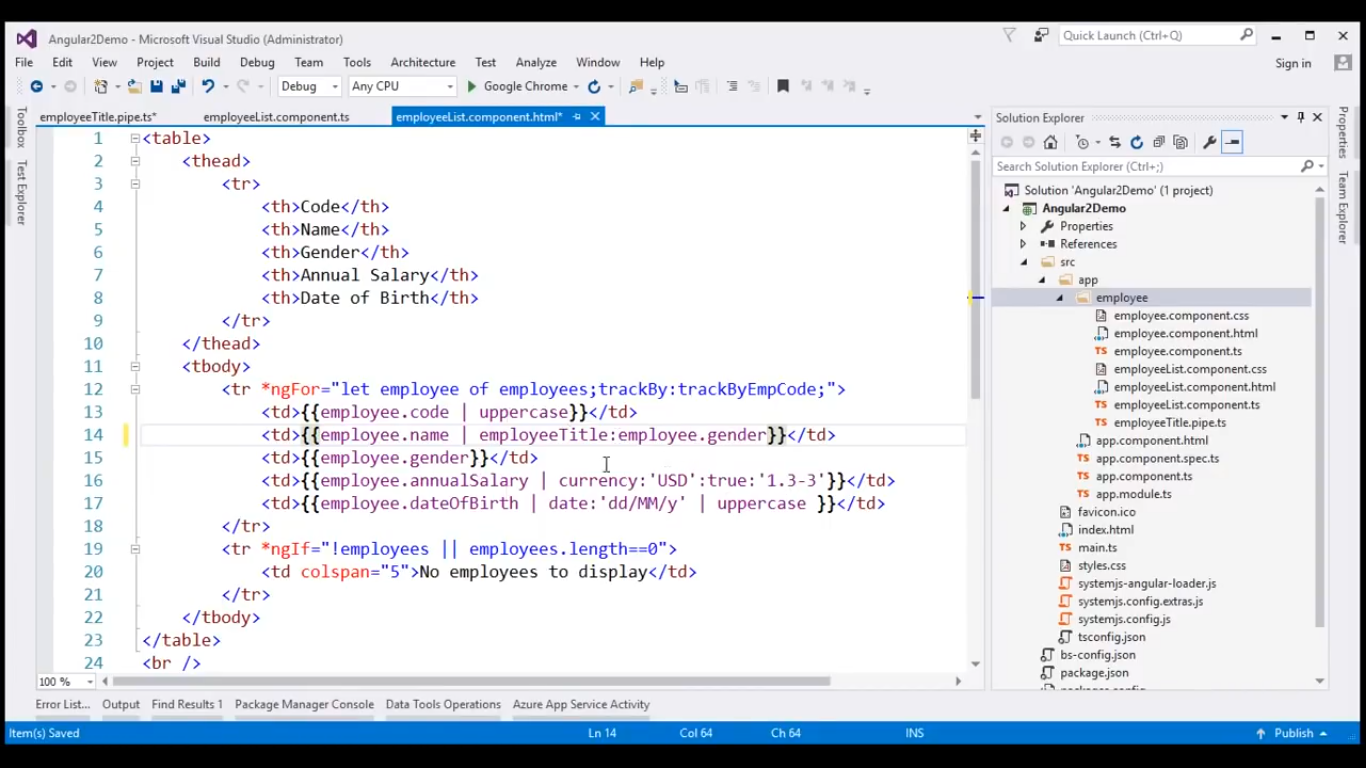 Angular2Demo - Microsoft Visual Studio (Administrator)
Quick Launch (Ctrl+Q)
File Edit View Project Build Debug Team Tools Architecture Test Analyze Window Help
Sign in
Debug Any CPU Google Chrome
employeeTitle.pipe.ts* employeeList.component.ts employeeList.component.html*
Toolbox
Test Explorer
1 <table>
2 <thead>
3 <tr>
4 <th>Code</th>
5 <th>Name</th>
6 <th>Gender</th>
7 <th>Annual Salary</th>
8 <th>Date of Birth</th>
9 </tr>
10 </thead>
11 <tbody>
12 <tr *ngFor="let employee of employees;trackBy:trackByEmpCode;">
13 <td>{{employee.code | uppercase}}</td>
14 <td>{{employee.name | employeeTitle:employee.gender}}</td>
15 <td>{{employee.gender}}</td>
16 <td>{{employee.annualSalary | currency:'USD':true:'1.3-3'}}</td>
17 <td>{{employee.dateOfBirth | date:'dd/MM/y' | uppercase }}</td>
18 </tr>
19 <tr *ngIf="!employees || employees.length==0">
20 <td colspan="5">No employees to display</td>
21 </tr>
22 </tbody>
23 </table>
24 <br />
100 %
Solution Explorer
Search Solution Explorer (Ctrl+;)
Solution 'Angular2Demo' (1 project)
Angular2Demo
Properties
References
src
app
employee
employee.component.css
employee.component.html
employee.component.ts
employeeList.component.css
employeeList.component.html
employeeList.component.ts
employeeTitle.pipe.ts
app.component.html
app.component.spec.ts
app.component.ts
app.module.ts
favicon.ico
index.html
main.ts
styles.css
systemjs-angular-loader.js
systemjs.config.extras.js
systemjs.config.js
tsconfig.json
bs-config.json
package.json
Properties
Team Explorer
Error List... Output Find Results 1 Package Manager Console Data Tools Operations Azure App Service Activity
Item(s) Saved Ln 14 Col 64 Ch 64 INS Publish